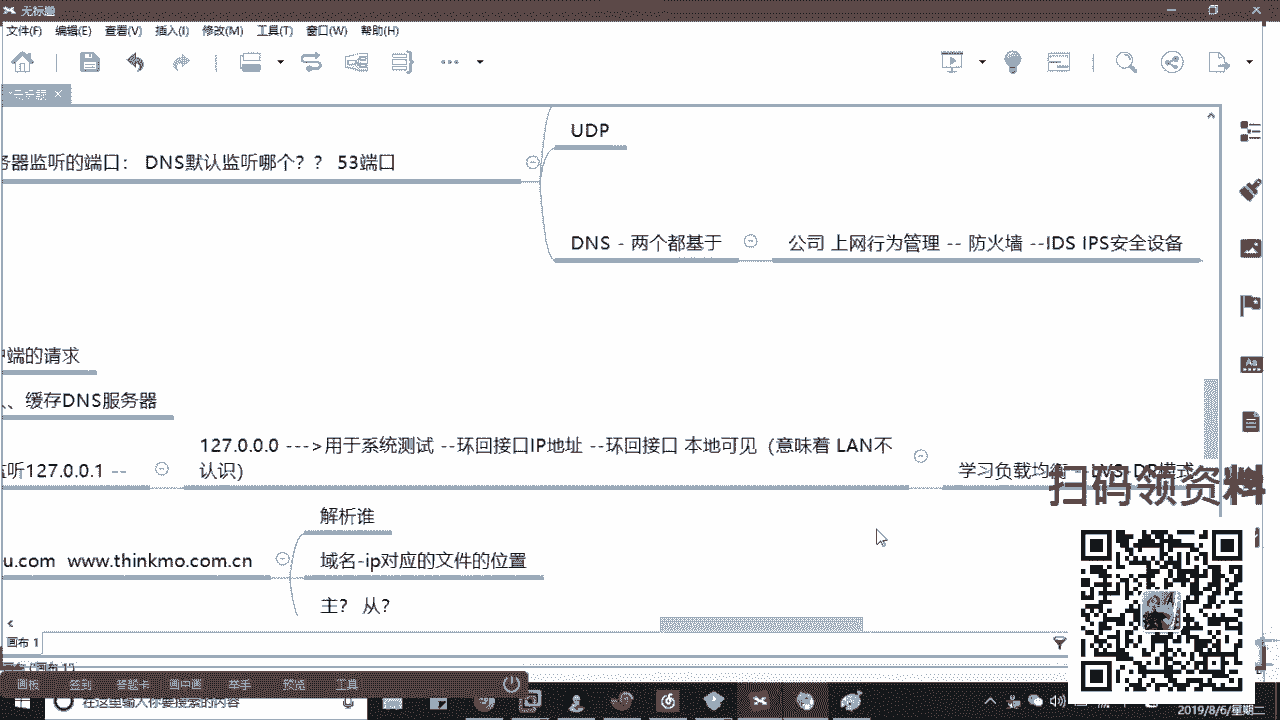 无标题
文件(F) 编辑(E) 查看(V) 插入(I) 修改(M) 工具(T) 窗口(W) 帮助(H)
UDP
务器监听的端口： DNS默认监听哪个？？ 53端口
DNS - 两个都基于
公司 上网行为管理 -- 防火墙 --IDS IPS安全设备
端的请求
、缓存DNS服务器
127.0.0.0 --->用于系统测试 --环回接口IP地址 --环回接口 本地可见（意味着 LAN不
认识）
监听127.0.0.1 --
学习负载均衡
模式
扫码领资料
解析谁
u.com www.thinkmo.com.cn
域名-ip对应的文件的位置
主？ 从？
画布 1
画板 签到 答题卡 画中画 举手 预览 工具
在这里输入你要搜索的内容
2019/8/6/星期二